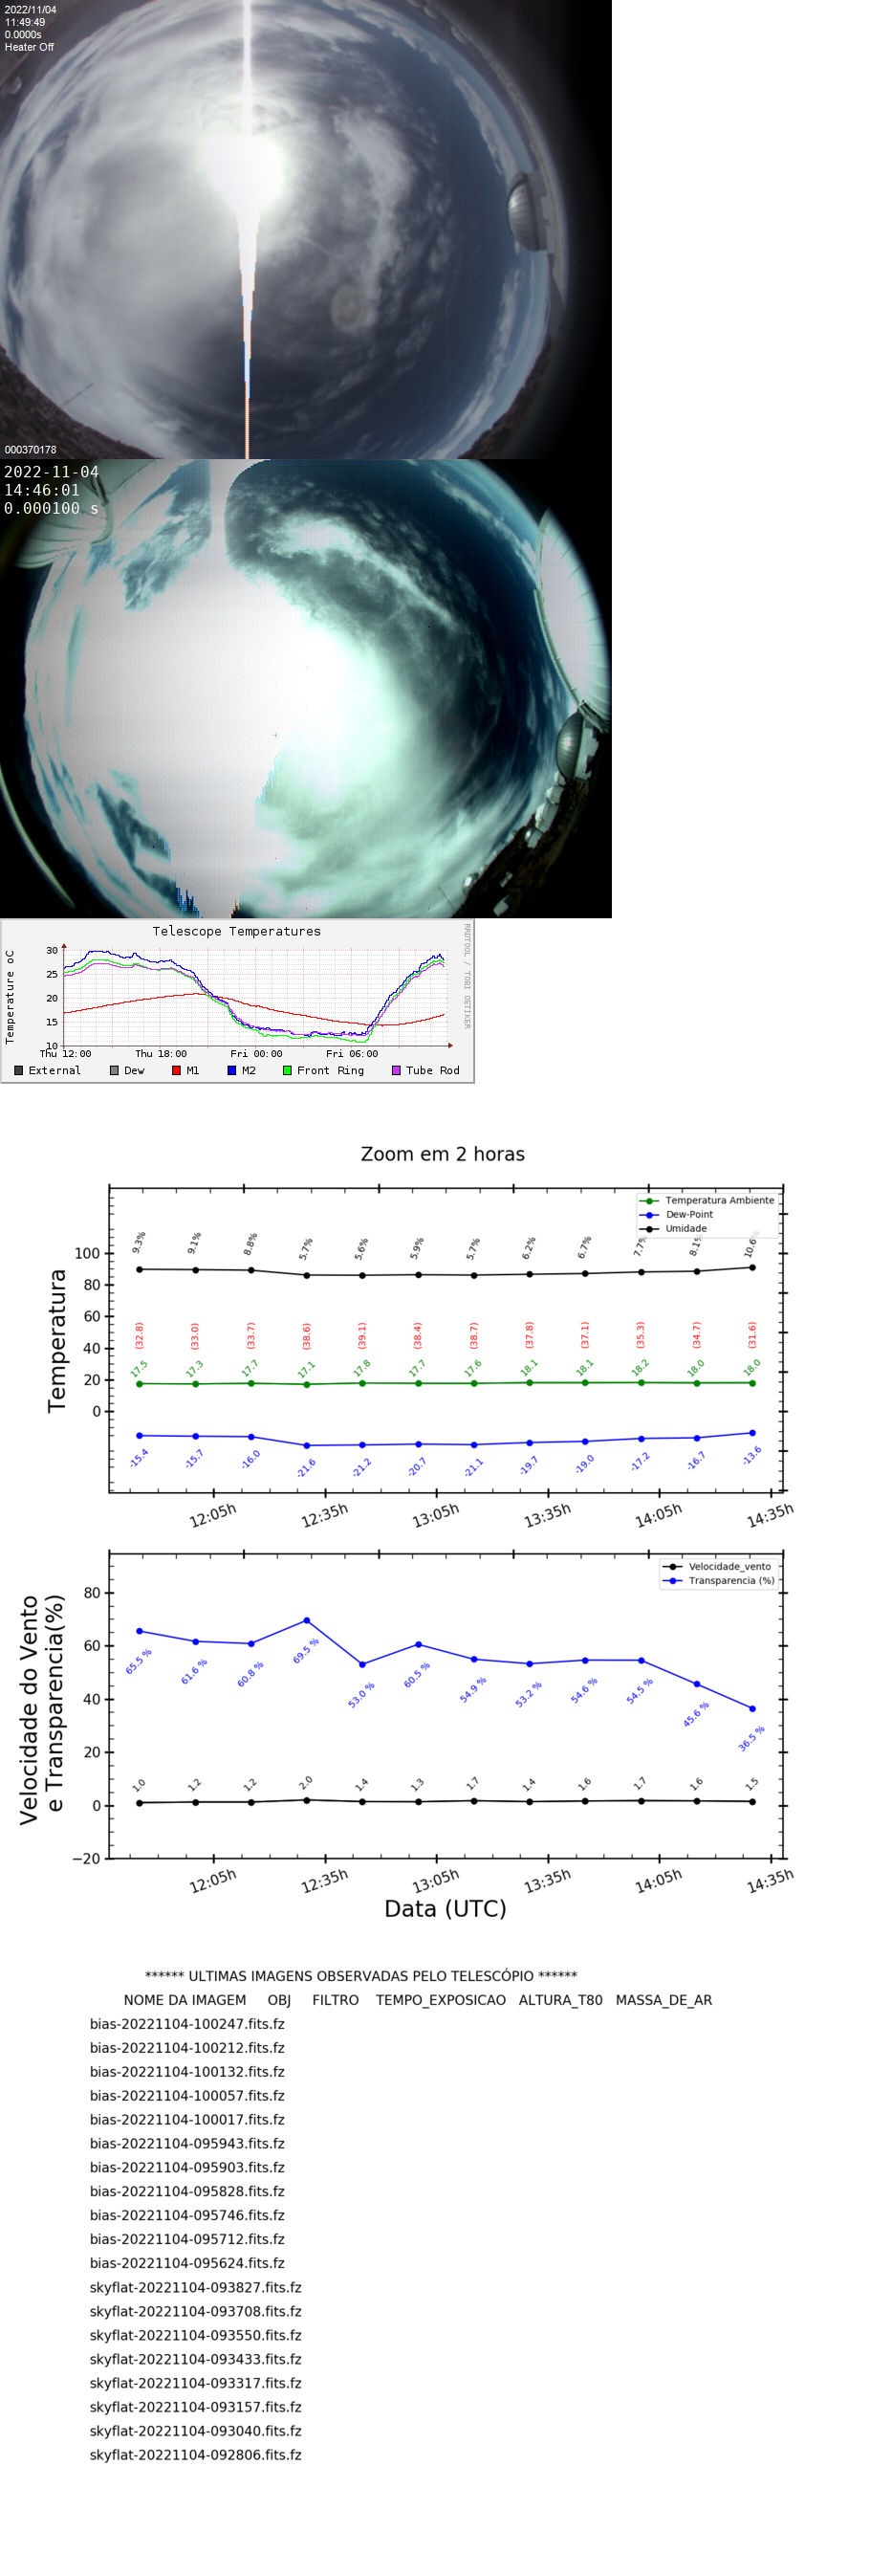 2022/11/04
11:49:49
0.0000s
Heater Off
000370178
2022-11-04
14:46:01
0.000100 s
Telescope Temperatures
RRDTOOL / TOBI OETIKER
Temperature oC
30
25
20
15
10
Thu 12:00 Thu 18:00 Fri 00:00 Fri 06:00
External Dew M1 M2 Front Ring Tube Rod
Zoom em 2 horas
Temperatura Ambiente
Dew-Point
Umidade
Temperatura
100
80
60
40
20
0
9.3% 9.1% 8.8% 5.7% 5.6% 5.9% 5.7% 6.2% 6.7% 7.7% 8.1% 10.6%
(32.8) (33.0) (33.7) (38.6) (39.1) (38.4) (38.7) (37.8) (37.1) (35.3) (34.7) (31.6)
17.5 17.3 17.7 17.1 17.8 17.7 17.6 18.1 18.1 18.2 18.0 18.0
-15.4 -15.7 -16.0 -21.6 -21.2 -20.7 -21.1 -19.7 -19.0 -17.2 -16.7 -13.6
12:05h 12:35h 13:05h 13:35h 14:05h 14:35h
Velocidade_vento
Transparencia (%)
Velocidade do Vento
e Transparencia(%)
80
60
40
20
0
−20
65.5 % 61.6 % 60.8 % 69.5 % 53.0 % 60.5 % 54.9 % 53.2 % 54.6 % 54.5 % 45.6 % 36.5 %
1.0 1.2 1.2 2.0 1.4 1.3 1.7 1.4 1.6 1.7 1.6 1.5
12:05h 12:35h 13:05h 13:35h 14:05h 14:35h
Data (UTC)
****** ULTIMAS IMAGENS OBSERVADAS PELO TELESCÓPIO ******
NOME DA IMAGEM OBJ FILTRO TEMPO_EXPOSICAO ALTURA_T80 MASSA_DE_AR
bias-20221104-100247.fits.fz
bias-20221104-100212.fits.fz
bias-20221104-100132.fits.fz
bias-20221104-100057.fits.fz
bias-20221104-100017.fits.fz
bias-20221104-095943.fits.fz
bias-20221104-095903.fits.fz
bias-20221104-095828.fits.fz
bias-20221104-095746.fits.fz
bias-20221104-095712.fits.fz
bias-20221104-095624.fits.fz
skyflat-20221104-093827.fits.fz
skyflat-20221104-093708.fits.fz
skyflat-20221104-093550.fits.fz
skyflat-20221104-093433.fits.fz
skyflat-20221104-093317.fits.fz
skyflat-20221104-093157.fits.fz
skyflat-20221104-093040.fits.fz
skyflat-20221104-092806.fits.fz